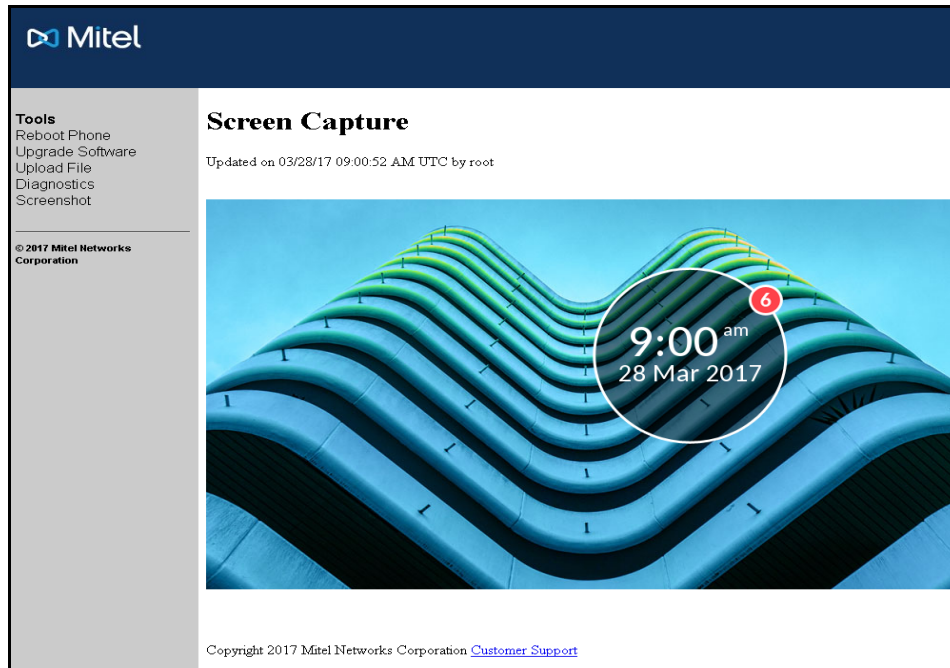 Mitel
Tools
Reboot Phone
Upgrade Software
Upload File
Diagnostics
Screenshot
© 2017 Mitel Networks
Corporation
Screen Capture
Updated on 03/28/17 09:00:52 AM UTC by root
6
9:00 am
28 Mar 2017
Copyright 2017 Mitel Networks Corporation Customer Support